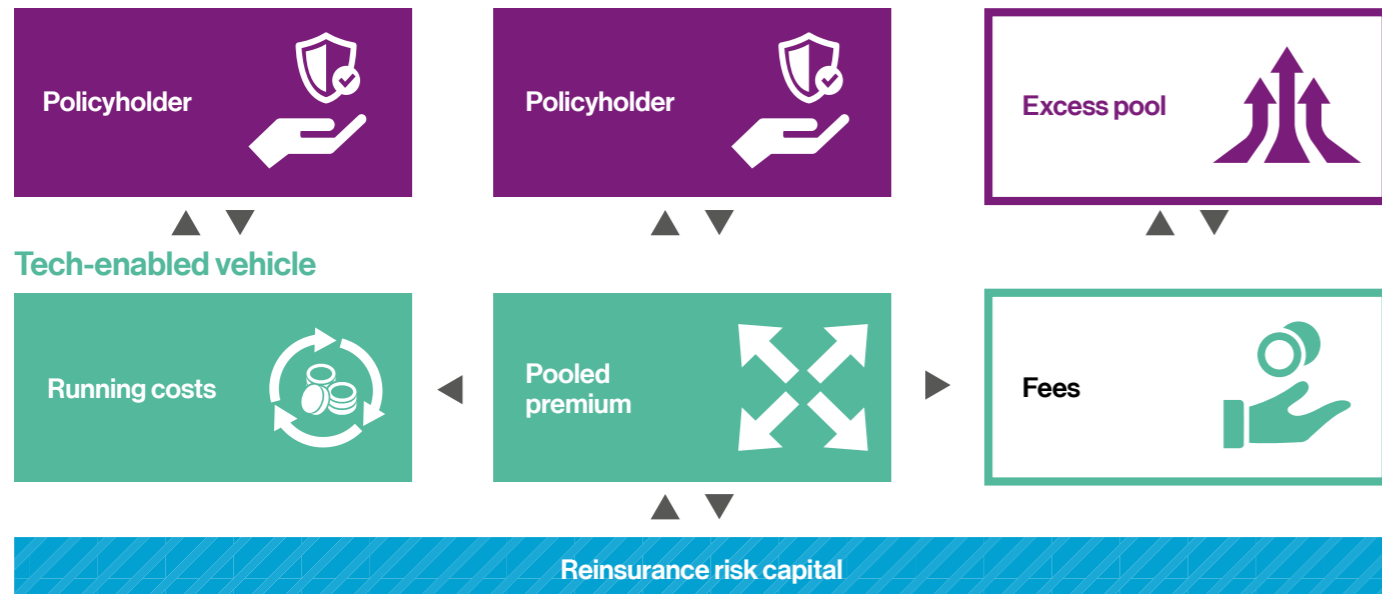 Policyholder
Policyholder
Excess pool
Tech-enabled vehicle
Running costs
Pooled
premium
Fees
Reinsurance risk capital